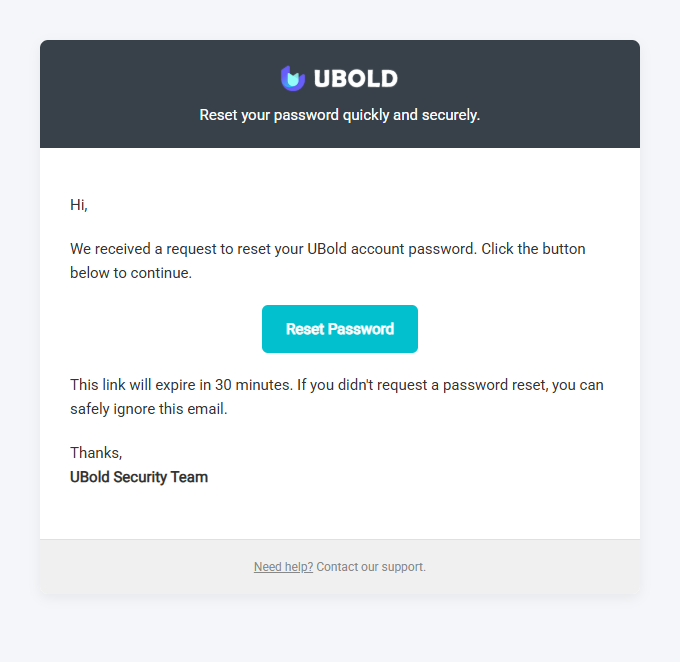 UBOLD
Reset your password quickly and securely.
Hi,
We received a request to reset your UBold account password. Click the button
below to continue.
Reset Password
This link will expire in 30 minutes. If you didn't request a password reset, you can
safely ignore this email.
Thanks,
UBold Security Team
Need help? Contact our support.